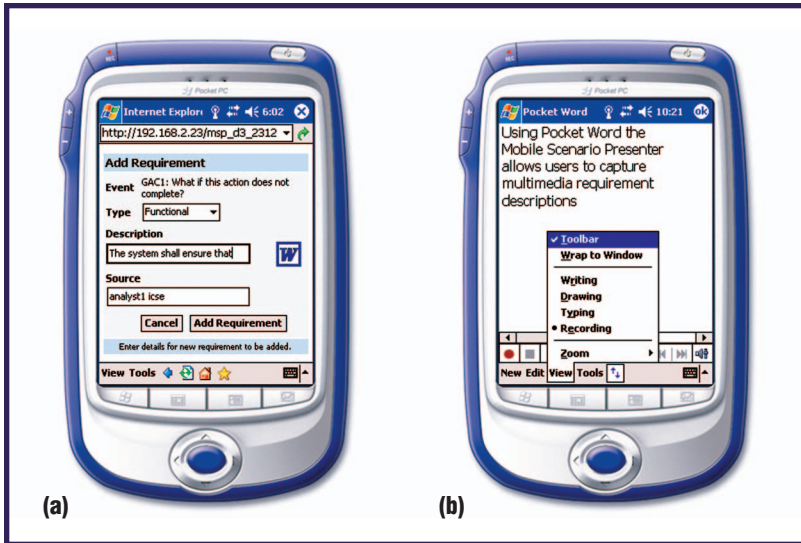 REC
Pocket PC
Internet Explor 6:02
http://192.168.2.23/msp_d3_2312
Add Requirement
Event GAC1: What if this action does not
complete?
Type Functional
Description
The system shall ensure that
W
Source
analyst1 icse
Cancel Add Requirement
Enter details for new requirement to be added.
View Tools
(a)
REC
Pocket PC
Pocket Word 10:21 ok
Using Pocket Word the
Mobile Scenario Presenter
allows users to capture
multimedia requirement
descriptions
Toolbar
Wrap to Window
Writing
Drawing
Typing
Recording
Zoom
New Edit View Tools
(b)